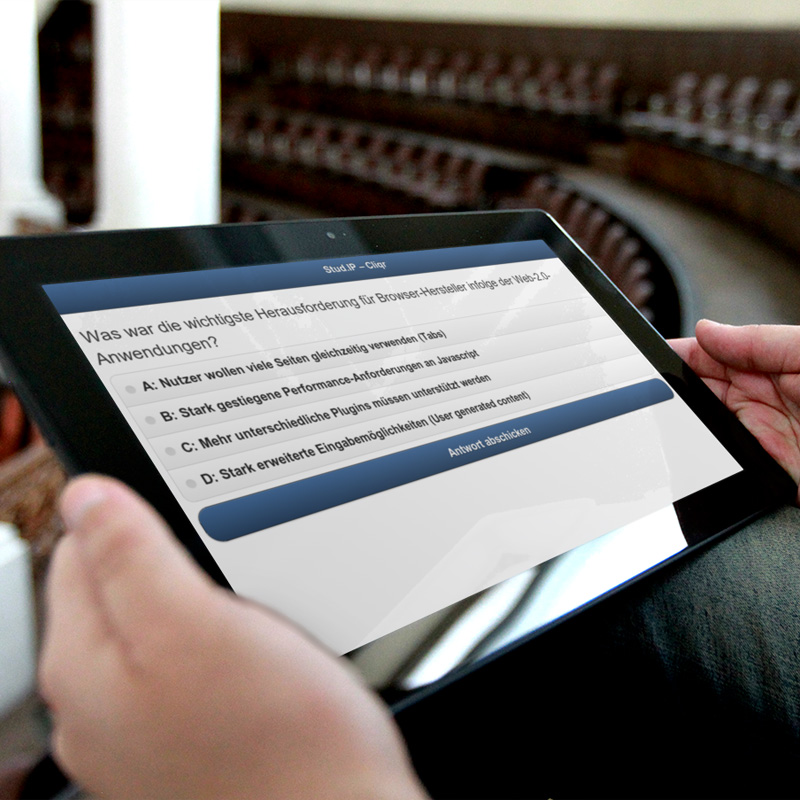 Stud.IP – Cliqr
Was war die wichtigste Herausforderung für Browser-Hersteller infolge der Web-2.0-
Anwendungen?
A: Nutzer wollen viele Seiten gleichzeitig verwenden (Tabs)
B: Stark gestiegene Performance-Anforderungen an Javascript
C: Mehr unterschiedliche Plugins müssen unterstützt werden
D: Stark erweiterte Eingabemöglichkeiten (User generated content)
Antwort abschicken